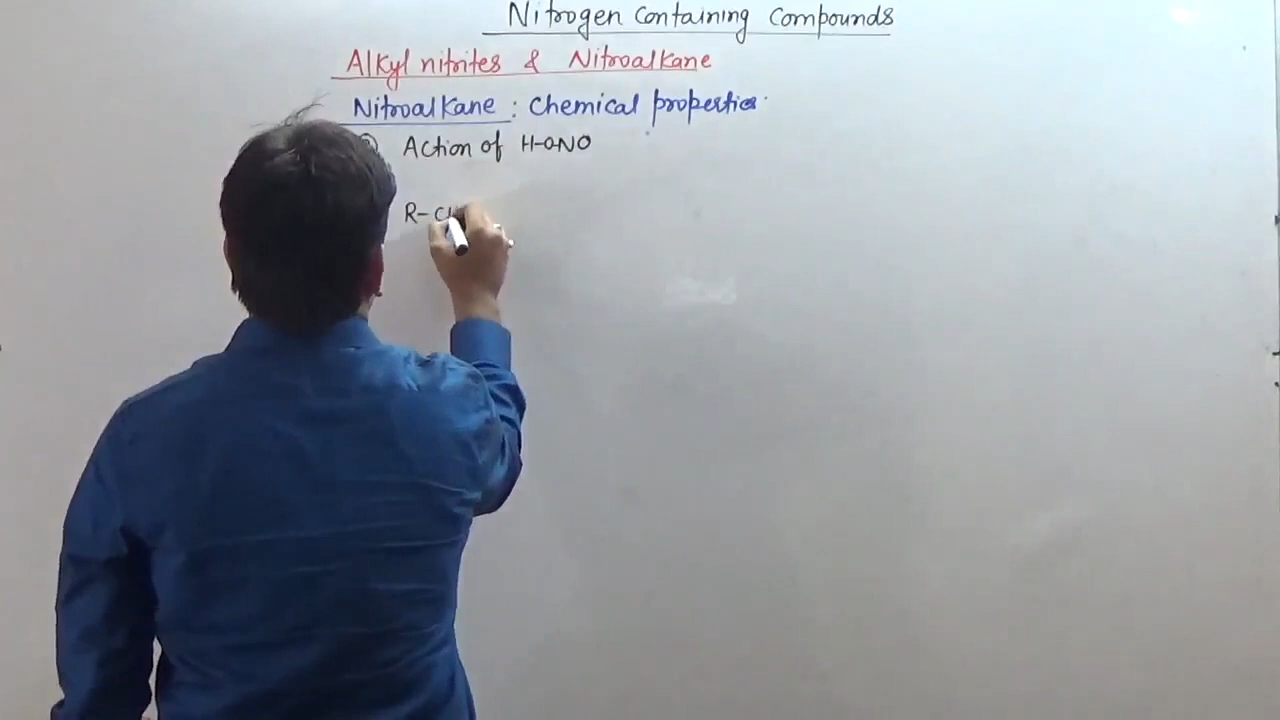 Nitrogen containing compounds
Alkyl nitrites & Nitroalkane
Nitroalkane : Chemical properties
Action of H-ONO
R-C